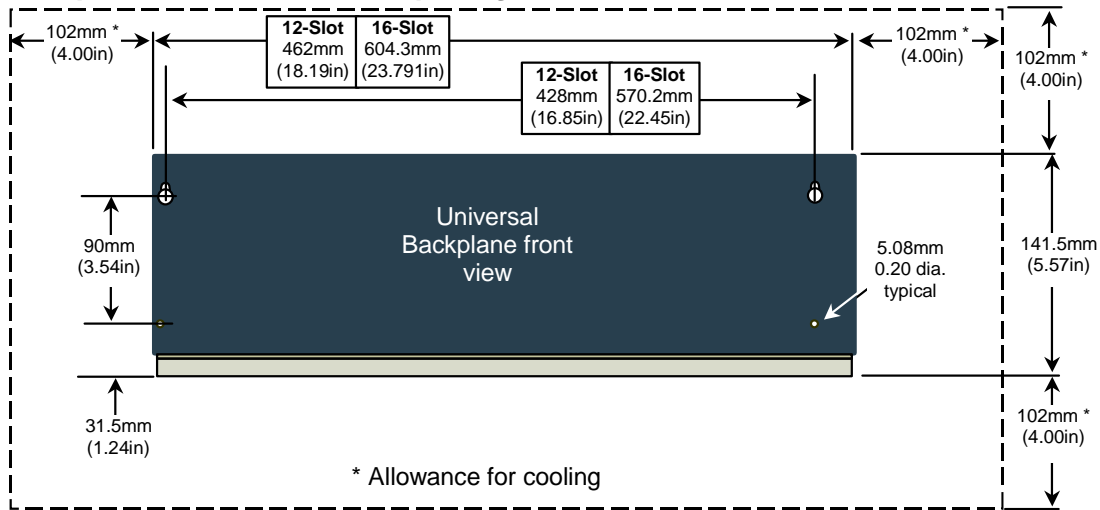 102mm *
(4.00in)
12-Slot
462mm
(18.19in)
16-Slot
604.3mm
(23.791in)
102mm *
(4.00in)
102mm *
(4.00in)
12-Slot
428mm
(16.85in)
16-Slot
570.2mm
(22.45in)
Universal
Backplane front
view
90mm
(3.54in)
5.08mm
0.20 dia.
typical
141.5mm
(5.57in)
31.5mm
(1.24in)
102mm *
(4.00in)
* Allowance for cooling